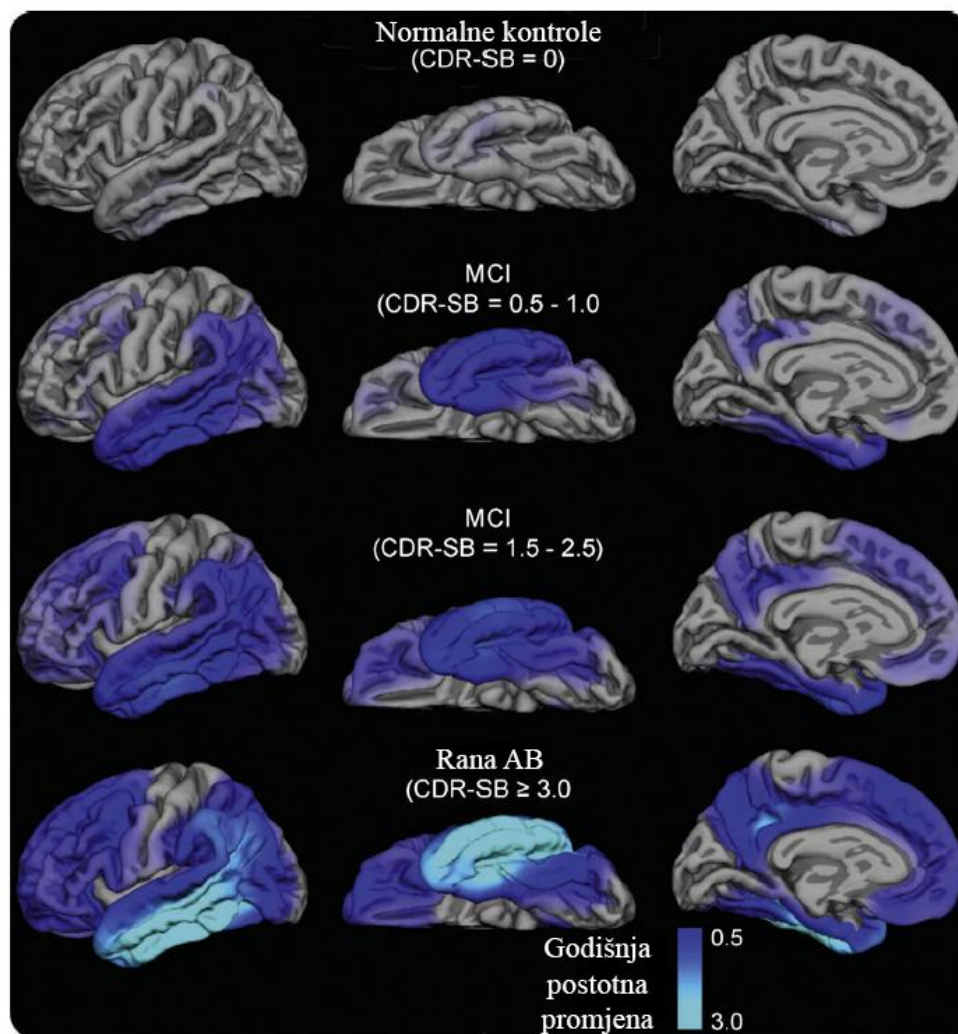 Normalne kontrole
(CDR-SB = 0)
MCI
(CDR-SB = 0.5 - 1.0
MCI
(CDR-SB = 1.5 - 2.5)
Rana AB
(CDR-SB ≥ 3.0
Godišnja
postotna
promjena
0.5
3.0